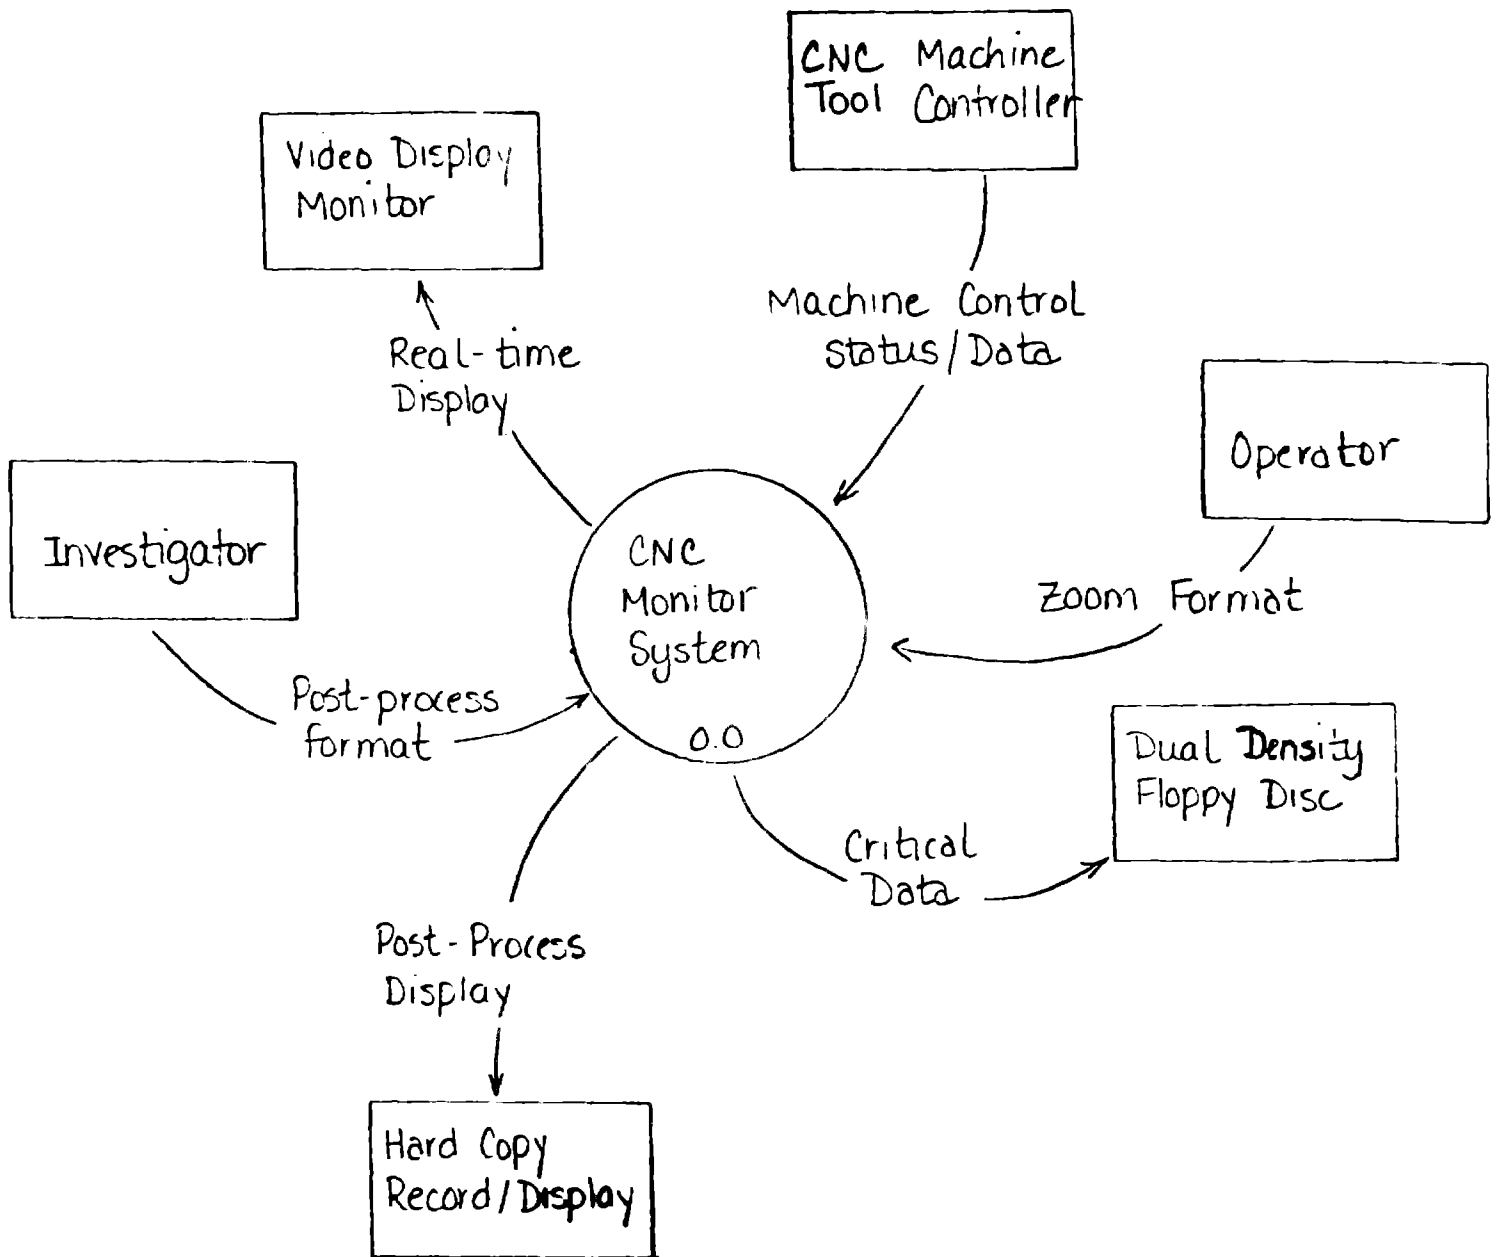 CNC Machine
Tool Controller
Video Display
Monitor
Machine Control
Status/Data
Real-time
Display
Operator
Investigator
CNC
Monitor
System
0.0
Zoom Format
Post-process
format
Dual Density
Floppy Disc
Critical
Data
Post-Process
Display
Hard Copy
Record/Display